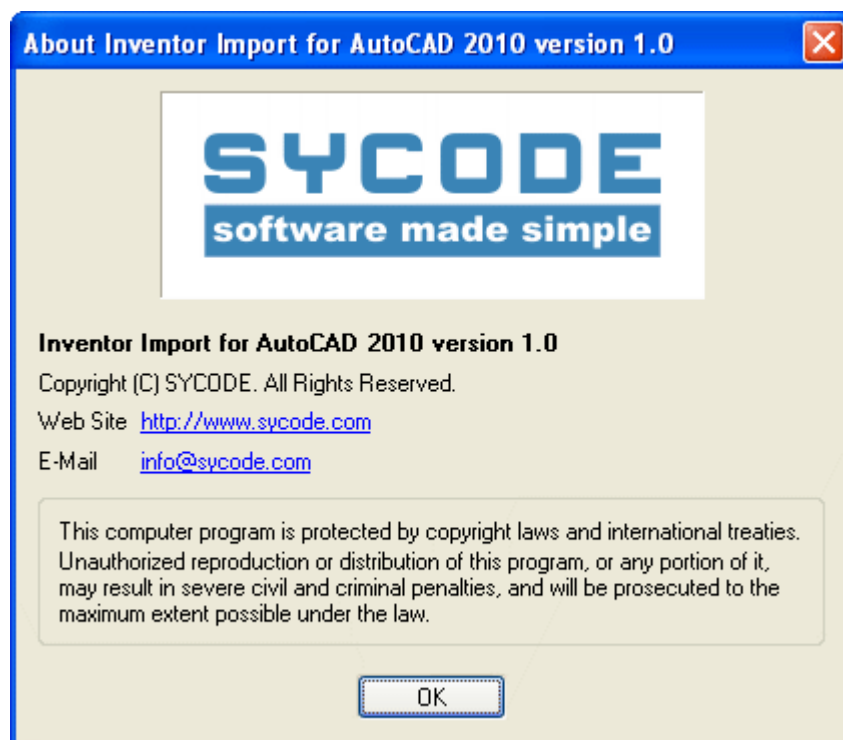 About Inventor Import for AutoCAD 2010 version 1.0
SYCODE
software made simple
Inventor Import for AutoCAD 2010 version 1.0
Copyright (C) SYCODE. All Rights Reserved.
Web Site http://www.sycode.com
E-Mail info@sycode.com
This computer program is protected by copyright laws and international treaties.
Unauthorized reproduction or distribution of this program, or any portion of it,
may result in severe civil and criminal penalties, and will be prosecuted to the
maximum extent possible under the law.
OK